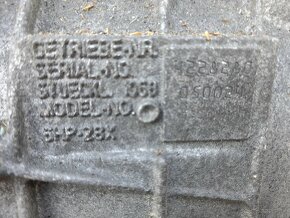 GETRIEBE-NR.
SERIAL-NO.
STUECKL. 1068
MODEL-NO.
5HP-28X